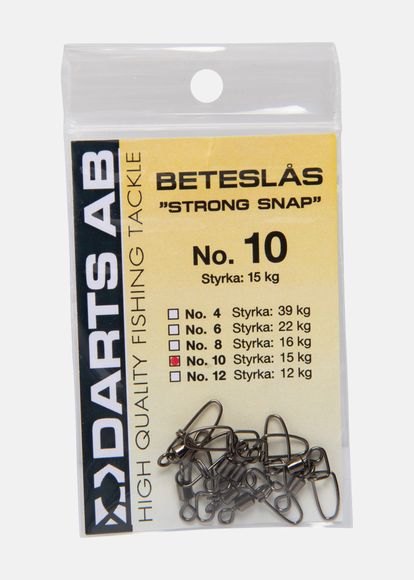 DARTS AB
HIGH QUALITY FISHING TACKLE
BETESLÅS
”STRONG SNAP”
No. 10
Styrka: 15 kg
No. 4 Styrka: 39 kg
No. 6 Styrka: 22 kg
No. 8 Styrka: 16 kg
No. 10 Styrka: 15 kg
No. 12 Styrka: 12 kg